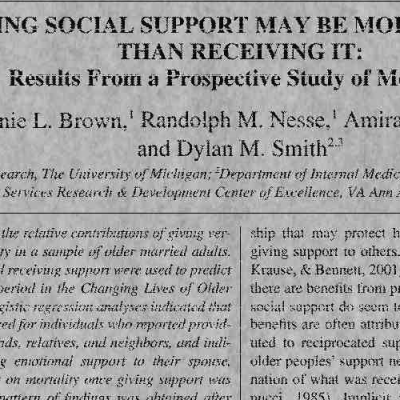 ING SOCIAL SUPPORT MAY BE MO
THAN RECEIVING IT:
Results From a Prospective Study of M
nie L. Brown,¹ Randolph M. Nesse,¹ Amira
and Dylan M. Smith²,³
earch, The University of Michigan; ²Department of Internal Medic
Services Research & Development Center of Excellence, VA Ann A
the relative contributions of giving ver-
ty in a sample of older married adults.
d receiving support were used to predict
period in the Changing Lives of Older
gistic regression analyses indicated that
ced for individuals who reported provid-
nds, relatives, and neighbors, and indi-
ng emotional support to their spouse,
t on mortality once giving support was
pattern of findings was obtained after
ship that may protect h
giving support to others.
Krause, & Bennett, 2001
there are benefits from pr
social support do seem t
benefits are often attribut
uted to reciprocated sup
older peoples' support ne
nation of what was recei
pucci, 1985). Implicit